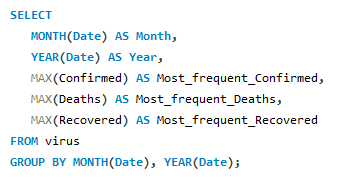 SELECT
MONTH(Date) AS Month,
YEAR(Date) AS Year,
MAX(Confirmed) AS Most_frequent_Confirmed,
MAX(Deaths) AS Most_frequent_Deaths,
MAX(Recovered) AS Most_frequent_Recovered
FROM virus
GROUP BY MONTH(Date), YEAR(Date);